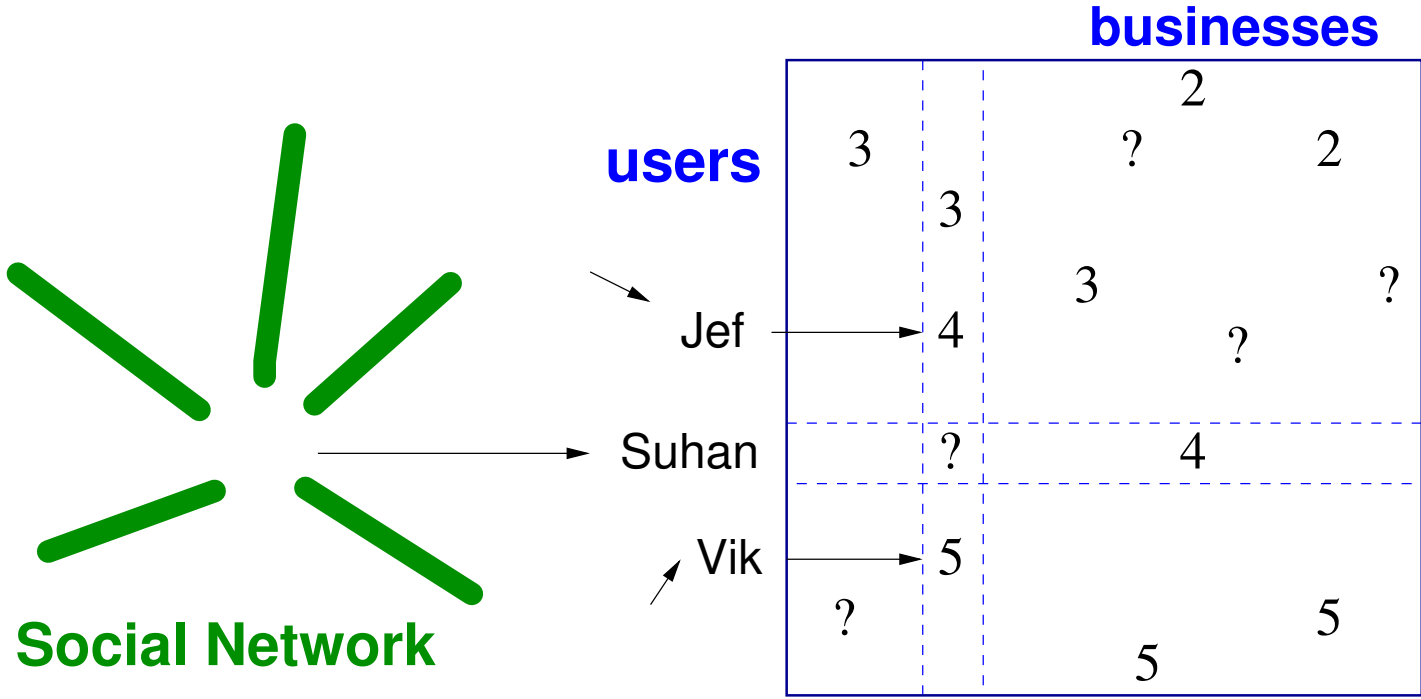 businesses
2
users 3 ? 2
3
3 ?
Jef 4 ?
Suhan ? 4
Vik 5
? 5
Social Network 5